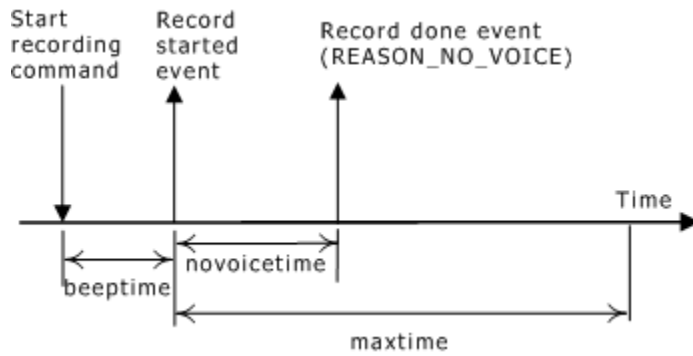 Start
recording
command
Record
started
event
Record done event
(REASON_NO_VOICE)
Time
novoicetime
beeptime
maxtime